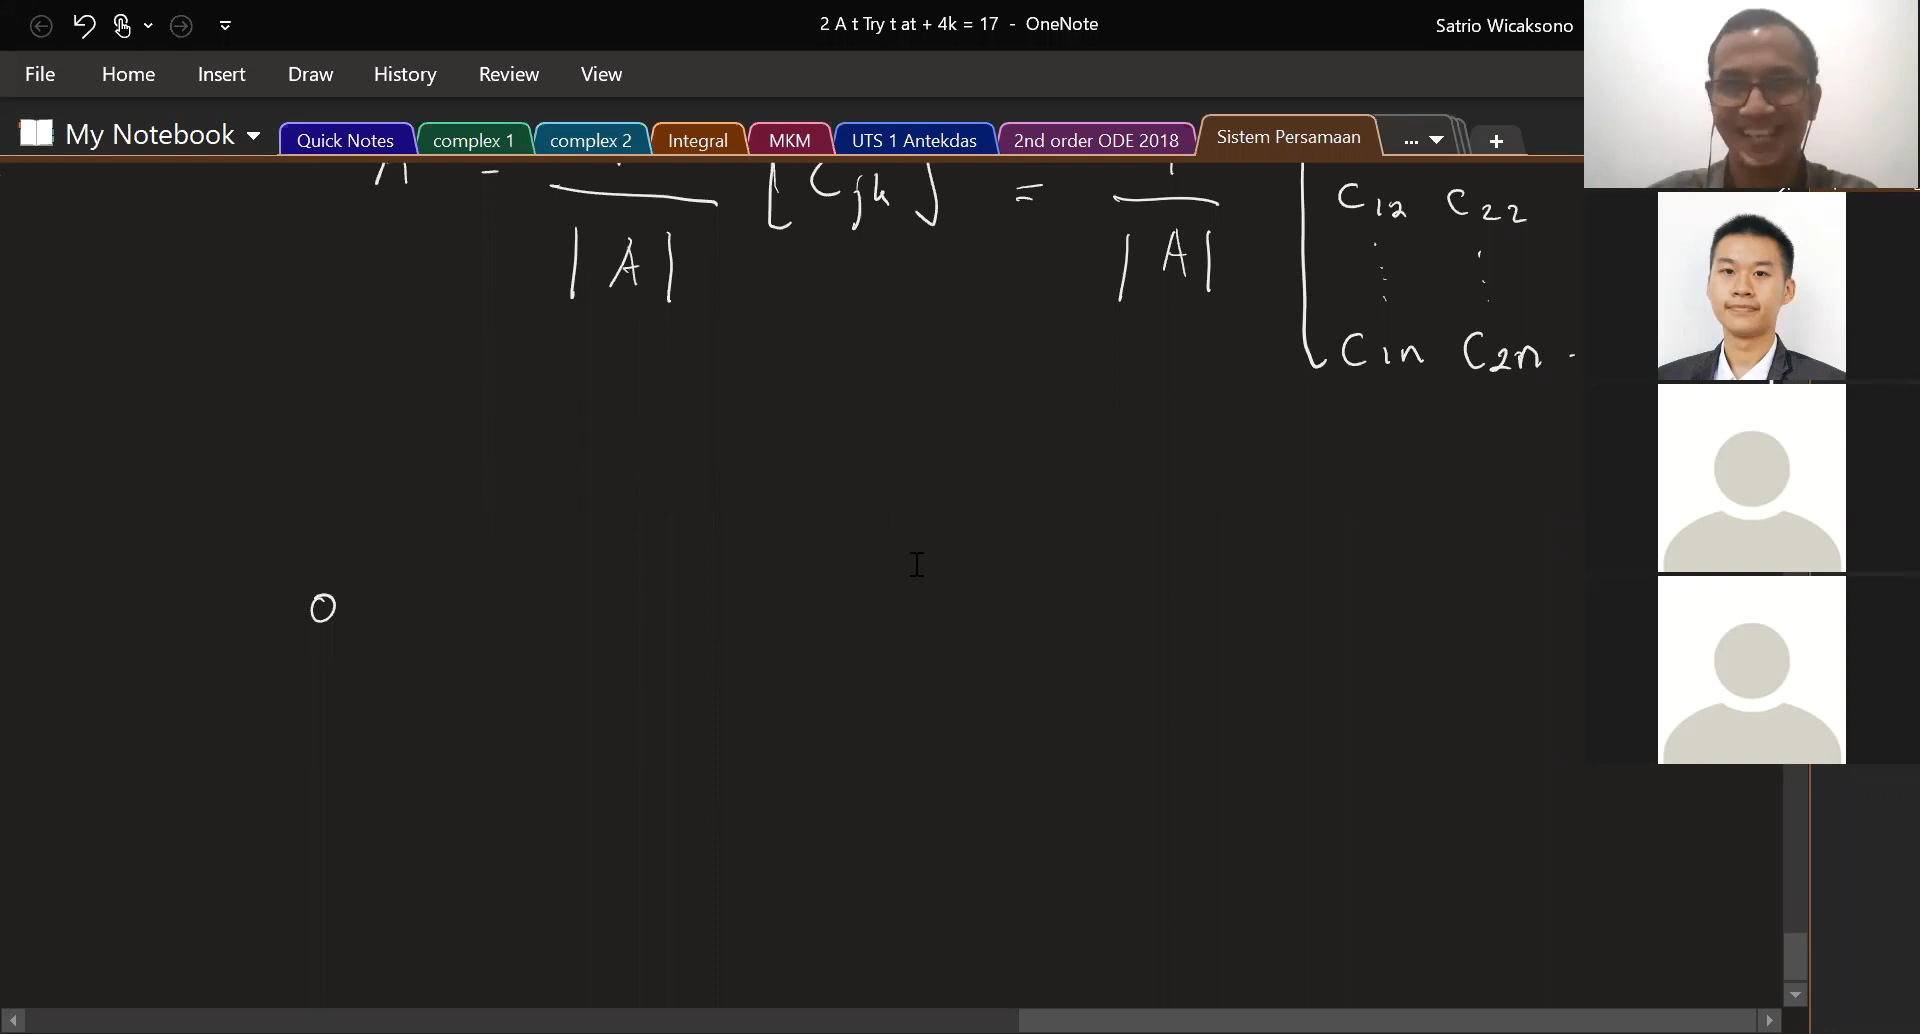 2 A t Try t at + 4k = 17 - OneNote
Satrio Wicaksono
File Home Insert Draw History Review View
My Notebook Quick Notes complex 1 complex 2 Integral MKM UTS 1 Antekdas 2nd order ODE 2018 Sistem Persamaan ... +
[Cjk] =
C12 C22
|A| |A|
C1n C2n .
0